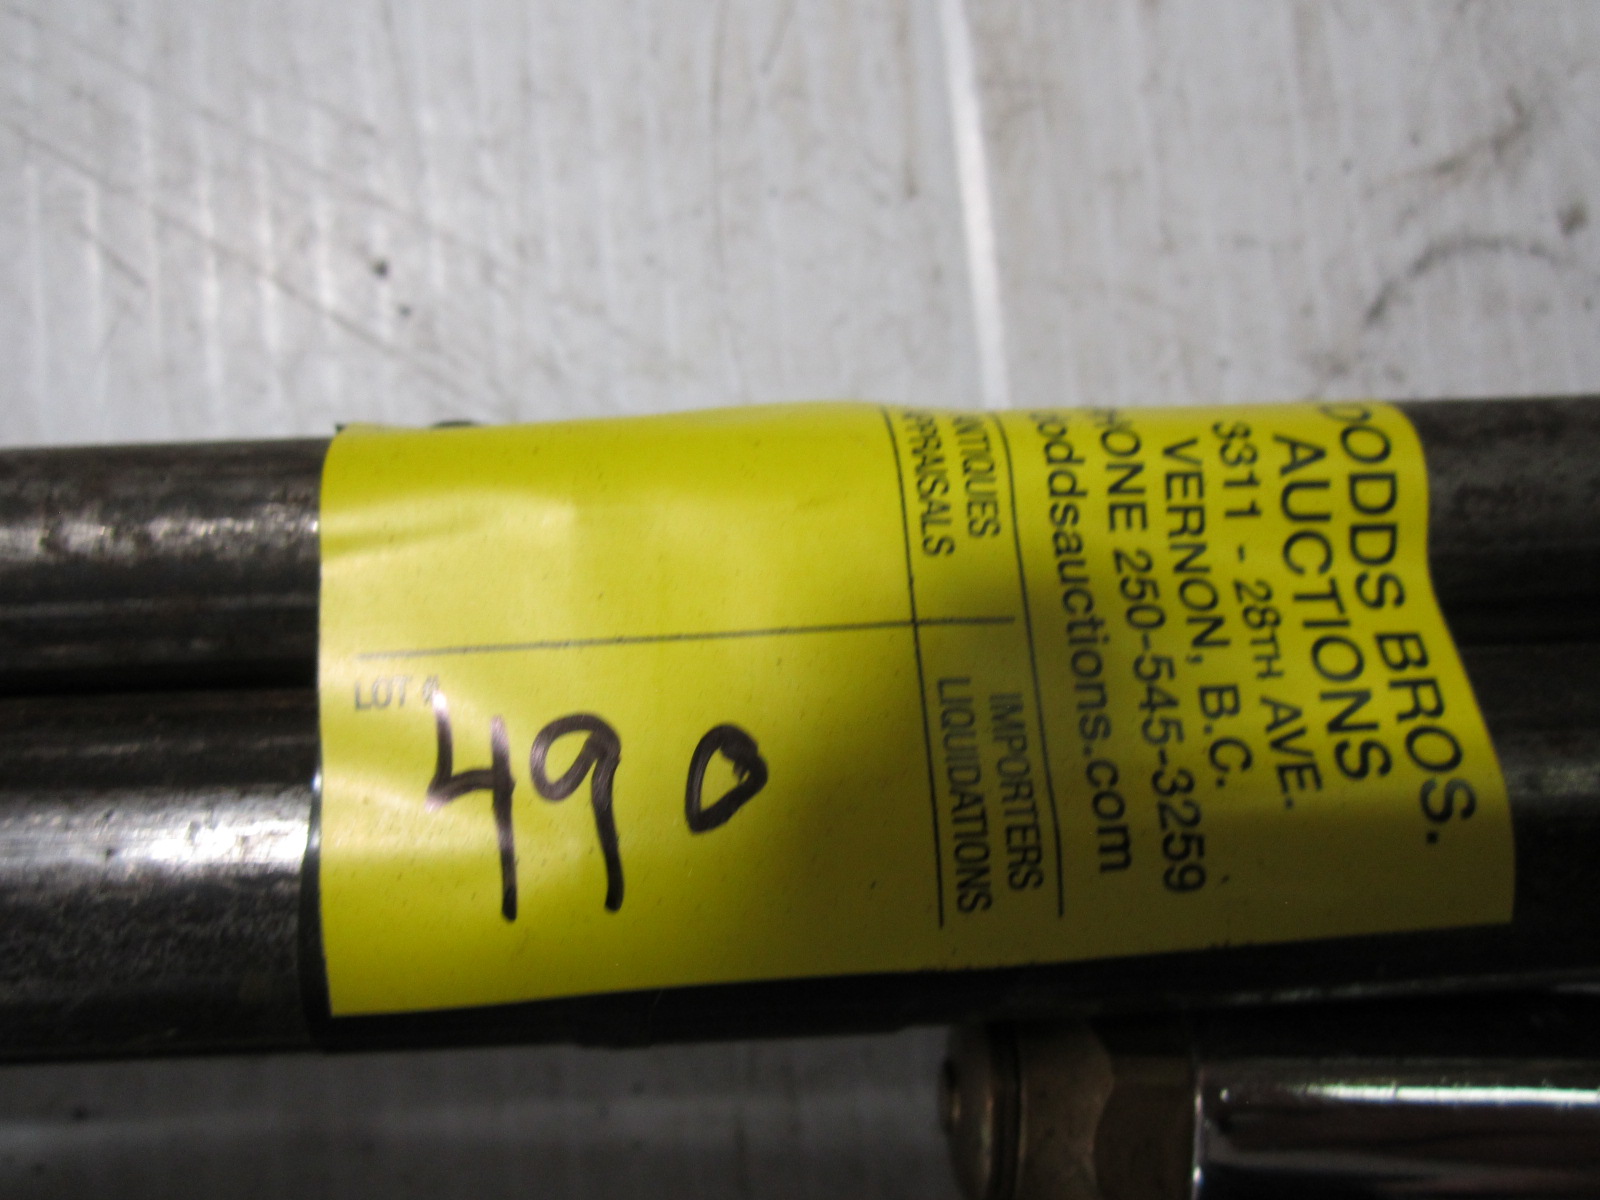 DODDS BROS.
AUCTIONS
3311 - 28TH AVE.
VERNON, B.C.
PHONE 250-545-3259
doddsauctions.com
ANTIQUES
IMPORTERS
APPRAISALS
LIQUIDATIONS
LOT #
490